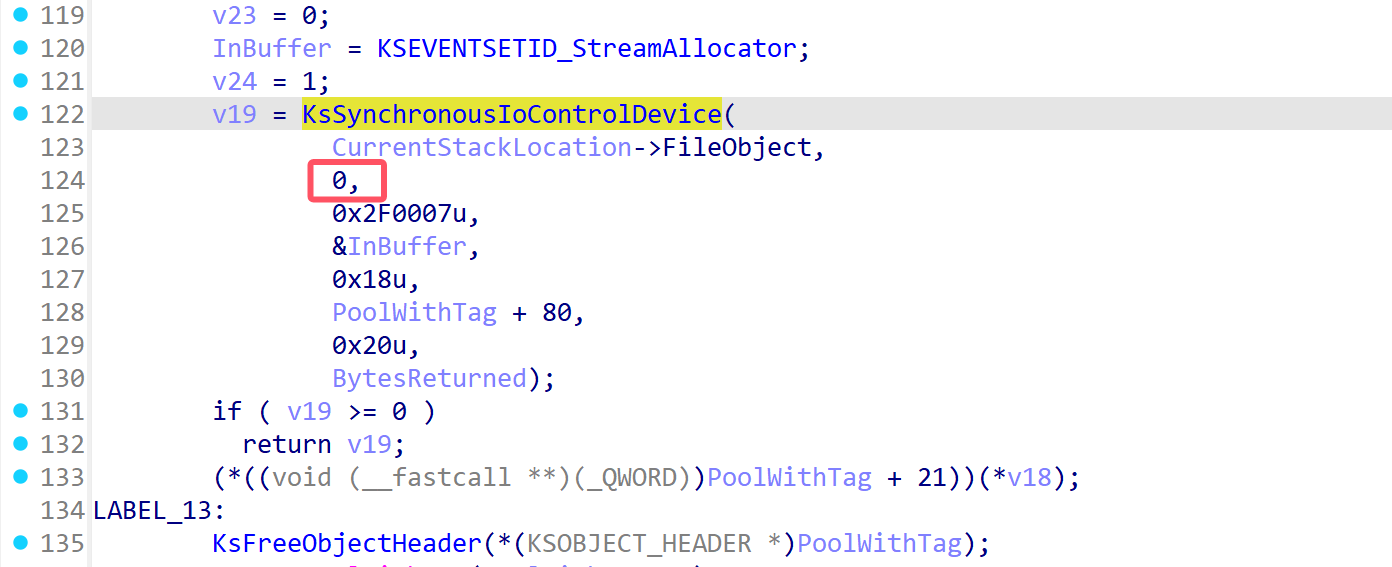 119 v23 = 0;
120 InBuffer = KSEVENTSETID_StreamAllocator;
121 v24 = 1;
122 v19 = KsSynchronousIoControlDevice(
123 CurrentStackLocation->FileObject,
124 0,
125 0x2F0007u,
126 &InBuffer,
127 0x18u,
128 PoolWithTag + 80,
129 0x20u,
130 BytesReturned);
131 if ( v19 >= 0 )
132 return v19;
133 (*((void (__fastcall **)(_QWORD))PoolWithTag + 21))(*v18);
134 LABEL_13:
135 KsFreeObjectHeader(*(KSOBJECT_HEADER *)PoolWithTag);